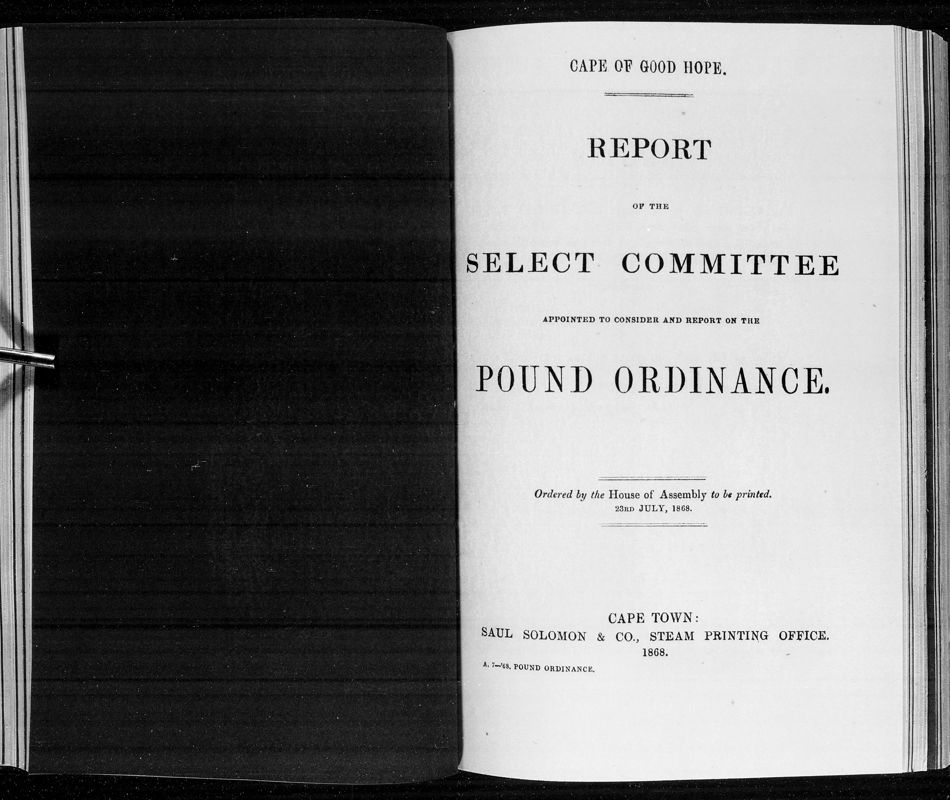 CAPE OF GOOD HOPE.
REPORT
OF THE
SELECT COMMITTEE
APPOINTED TO CONSIDER AND REPORT ON THE
POUND ORDINANCE.
Ordered by the House of Assembly to be printed.
23RD JULY, 1868.
CAPE TOWN:
SAUL SOLOMON & CO., STEAM PRINTING OFFICE.
1868.
A. 7—'68. POUND ORDINANCE.